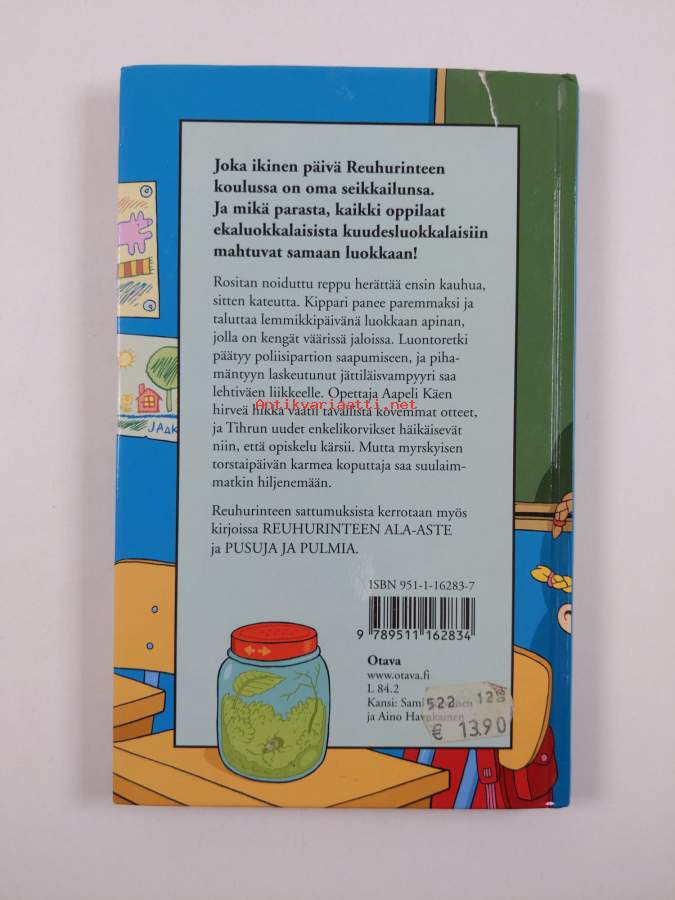 Joka ikinen päivä Reuhurinteen
koulussa on oma seikkailunsa.
Ja mikä parasta, kaikki oppilaat
ekaluokkalaisista kuudesluokkalaisiin
mahtuvat samaan luokkaan!
Rositan noiduttu reppu herättää ensin kauhua,
sitten kateutta. Kippari panee paremmaksi ja
taluttaa lemmikkipäivänä luokkaan apinan,
jolla on kengät väärissä jaloissa. Luontoretki
päätyy poliisipartion saapumiseen, ja piha-
mäntyyn laskeutunut jättiläisvampyyri saa
lehtiväen liikkeelle. Opettaja Aapeli Käen
Antikvariaatti.net
hirveä hikka vaatii tavallista kovemmat otteet,
ja Tihrun uudet enkelikorvikset häikäisevät
niin, että opiskelu kärsii. Mutta myrskyisen
torstaipäivän karmea koputtaja saa suulaim-
matkin hiljenemään.
Reuhurinteen sattumuksista kerrotaan myös
kirjoissa REUHURINTEEN ALA-ASTE
ja PUSUJA JA PULMIA.
JAAK
ISBN 951-1-16283-7
9 789511 162834
Otava
www.otava.fi
L 84.2
Kansi: Sami
ja Aino Havukainen
522 128
€ 13.90